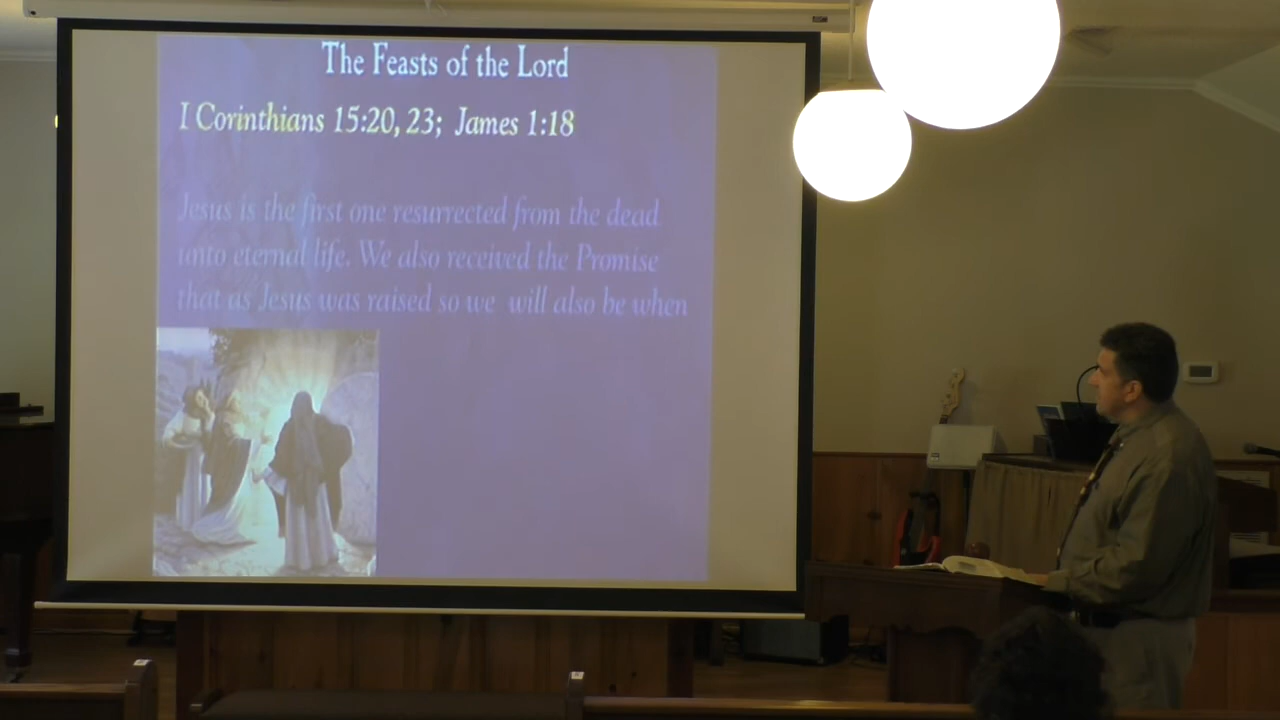 The Feasts of the Lord
I Corinthians 15:20, 23; James 1:18
Jesus is the first one resurrected from the dead
unto eternal life. We also received the Promise
that as Jesus was raised so we will also be when